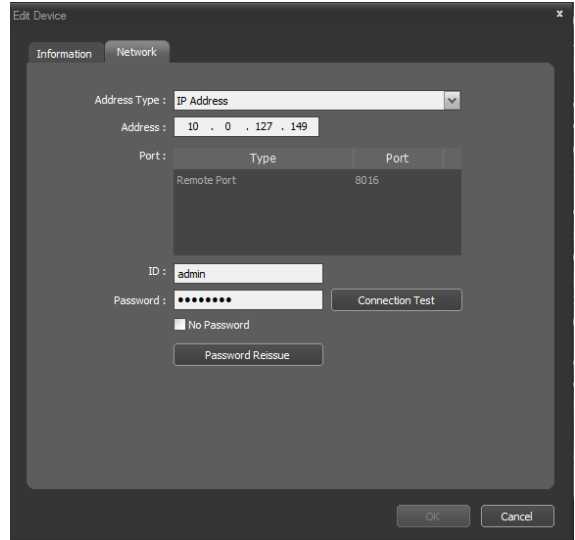 Edit Device x
Information Network
Address Type : IP Address
Address : 10 . 0 . 127 . 149
Port : Type Port
Remote Port 8016
ID : admin
Password : ●●●●●●●●● Connection Test
No Password
Password Reissue
OK Cancel